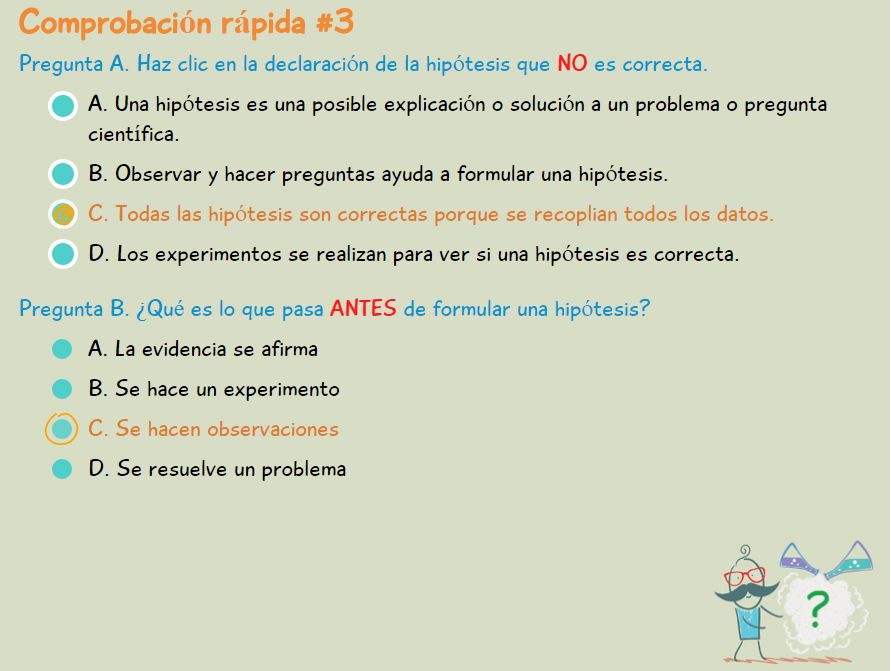 Comprobación rápida #3
Pregunta A. Haz clic en la declaración de la hipótesis que NO es correcta.
A. Una hipótesis es una posible explicación o solución a un problema o pregunta
científica.
B. Observar y hacer preguntas ayuda a formular una hipótesis.
C. Todas las hipótesis son correctas porque se recoplian todos los datos.
D. Los experimentos se realizan para ver si una hipótesis es correcta.
Pregunta B. ¿Qué es lo que pasa ANTES de formular una hipótesis?
A. La evidencia se afirma
B. Se hace un experimento
C. Se hacen observaciones
D. Se resuelve un problema
?